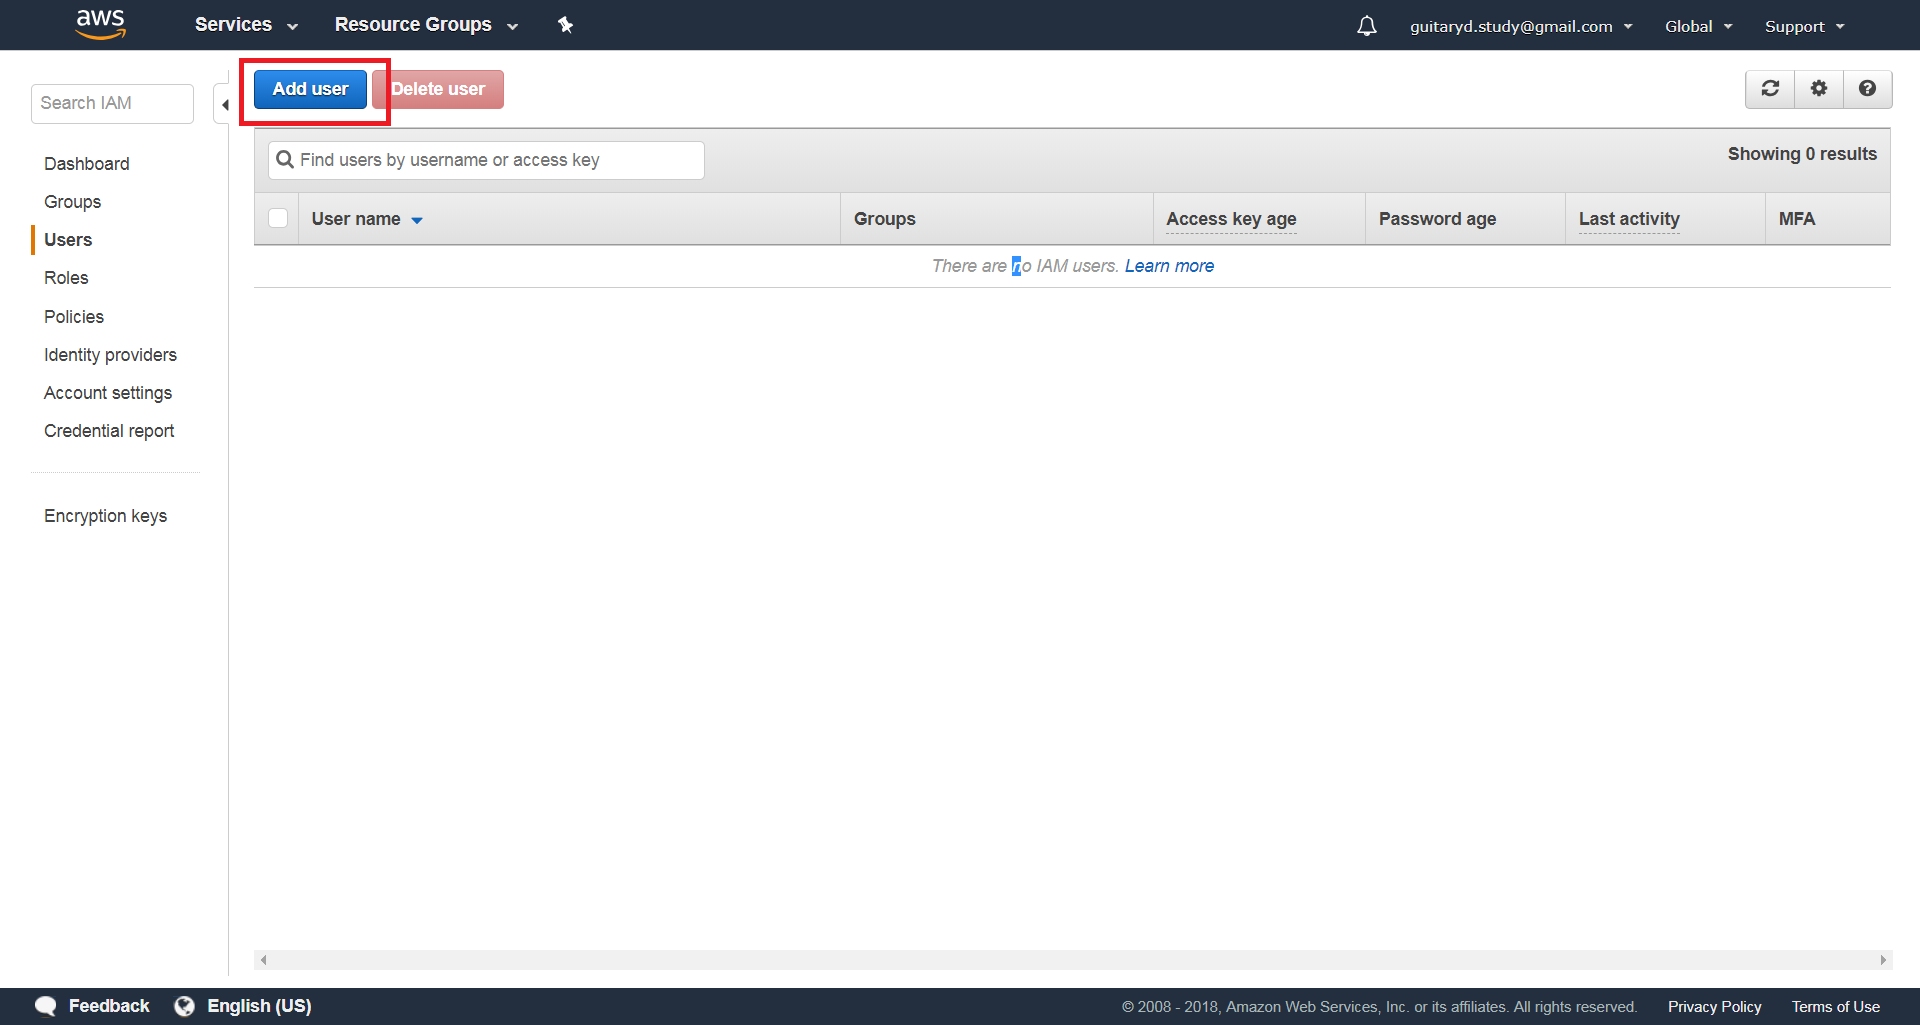 aws Services Resource Groups guitaryd.study@gmail.com Global Support
Search IAM
Add user Delete user
Find users by username or access key
Showing 0 results
User name Groups Access key age Password age Last activity MFA
There are no IAM users. Learn more
Dashboard
Groups
Users
Roles
Policies
Identity providers
Account settings
Credential report
Encryption keys
Feedback English (US) © 2008 - 2018, Amazon Web Services, Inc. or its affiliates. All rights reserved. Privacy Policy Terms of Use